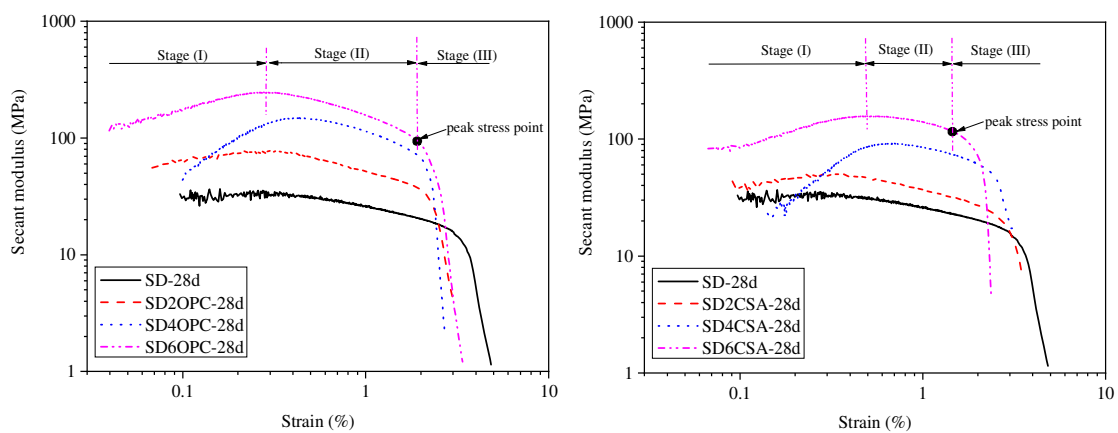 1000
100
10
1
Secant modulus (MPa)
Stage (I)
Stage (II)
Stage (III)
peak stress point
SD-28d
SD2OPC-28d
SD4OPC-28d
SD6OPC-28d
0.1
1
10
Strain (%)
1000
100
10
1
Secant modulus (MPa)
Stage (I)
Stage (II)
Stage (III)
peak stress point
SD-28d
SD2CSA-28d
SD4CSA-28d
SD6CSA-28d
0.1
1
10
Strain (%)